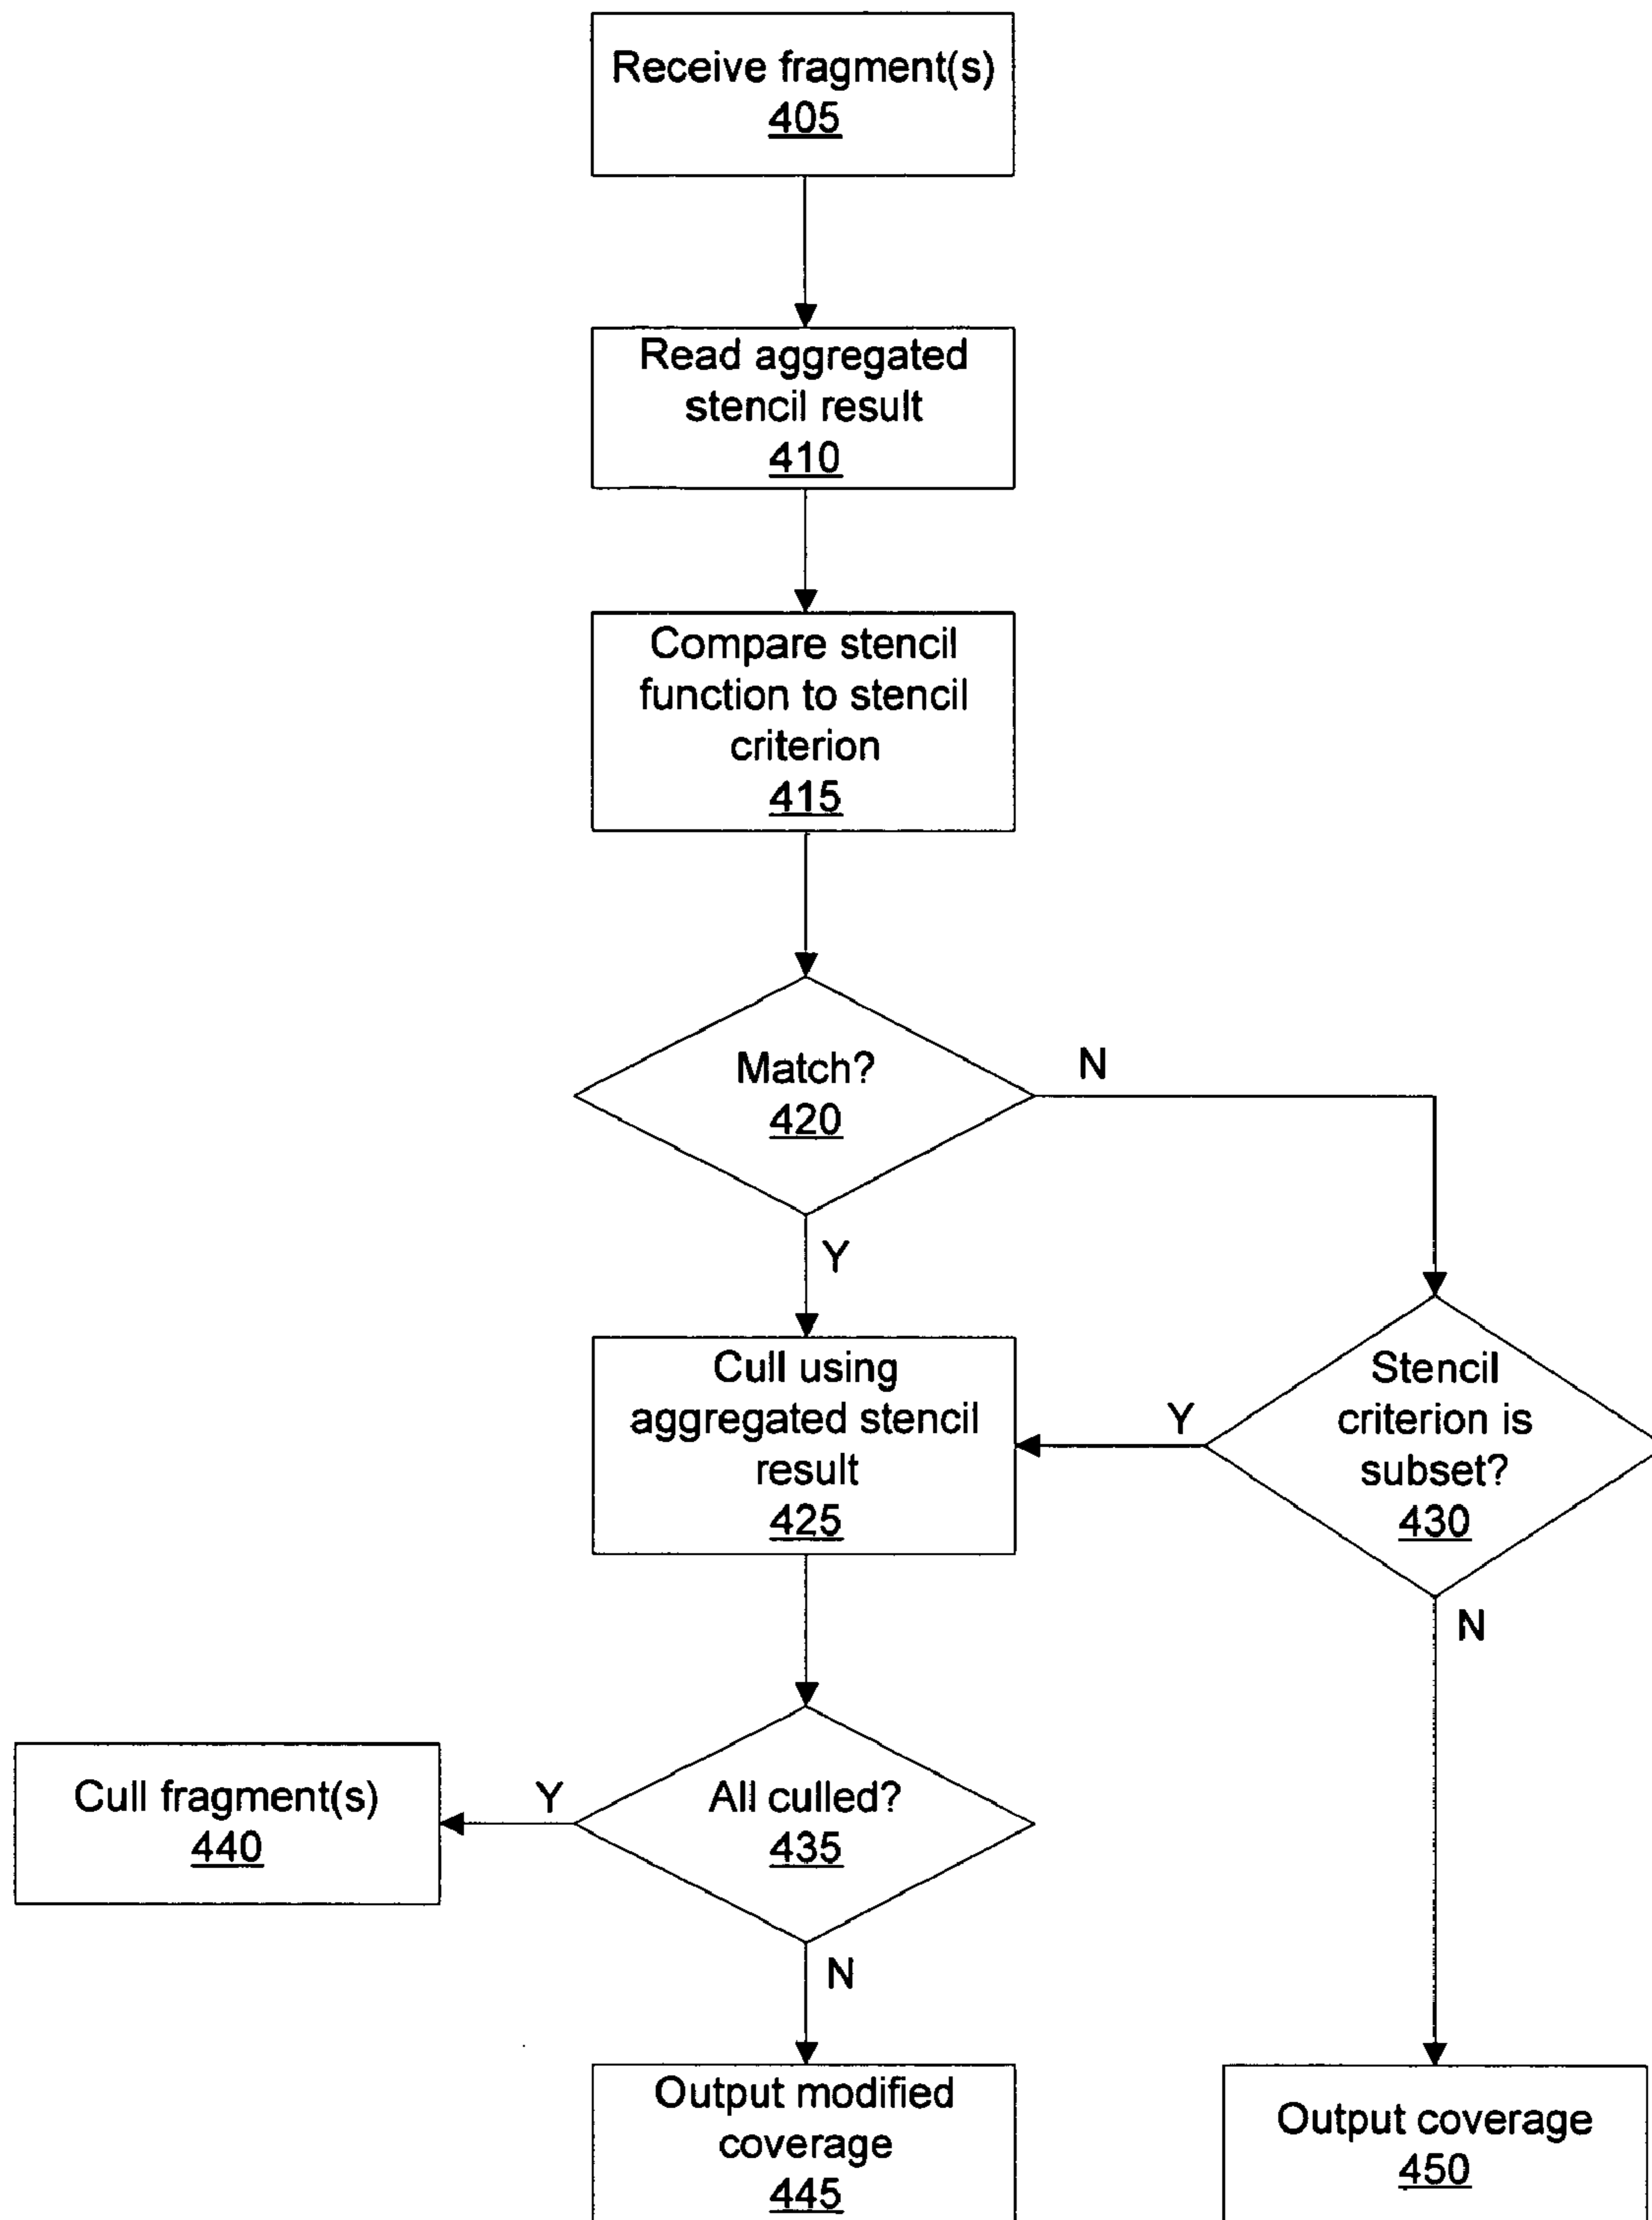 Receive fragment(s)
405
Read aggregated
stencil result
410
Compare stencil
function to stencil
criterion
415
Match?
420
N
Y
Cull using
aggregated stencil
result
425
Y
Stencil
criterion is
subset?
430
N
Cull fragment(s)
440
Y
All culled?
435
N
Output modified
coverage
445
Output coverage
450